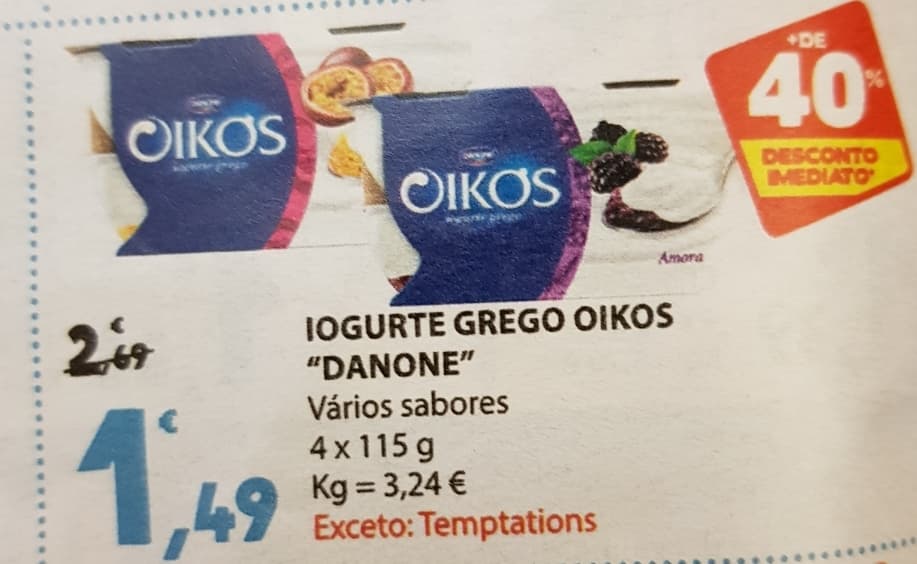 OIKOS
OIKOS
Amora
+DE
40%
DESCONTO
IMEDIATO*
2,69 €
1,49 €
IOGURTE GREGO OIKOS
"DANONE"
Vários sabores
4 x 115 g
Kg = 3,24 €
Exceto: Temptations